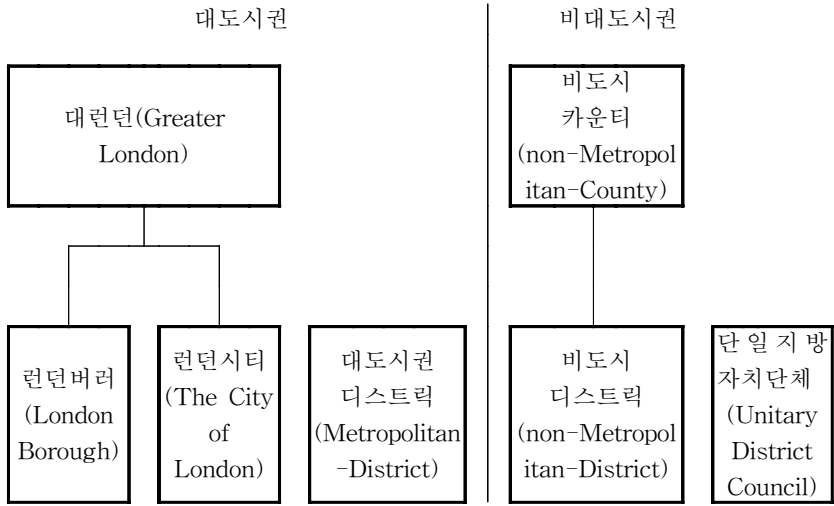 대도시권
비대도시권
대런던(Greater
London)
비도시
카운티
(non-Metropol
itan-County)
런던버러
(London
Borough)
런던시티
(The City
of
London)
대도시권
디스트릭
(Metropolitan
-District)
비도시
디스트릭
(non-Metropol
itan-District)
단일지방
자치단체
(Unitary
District
Council)